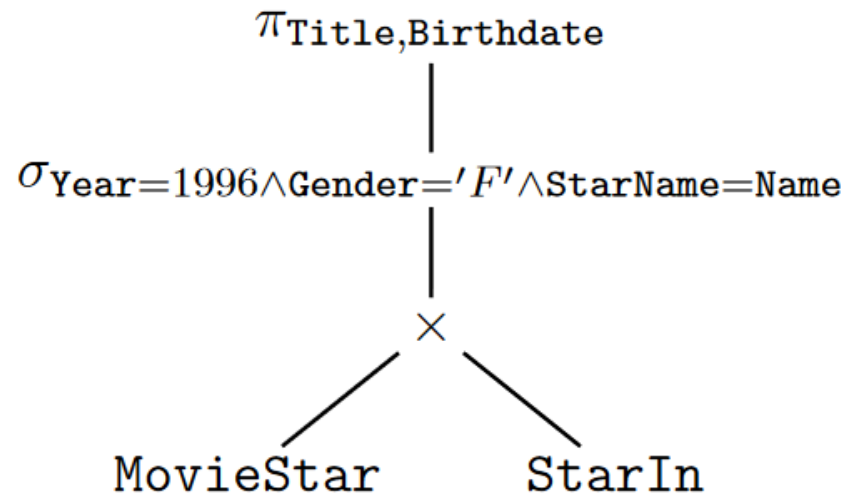 πTitle,Birthdate
σYear=1996∧Gender='F'∧StarName=Name
×
MovieStar StarIn